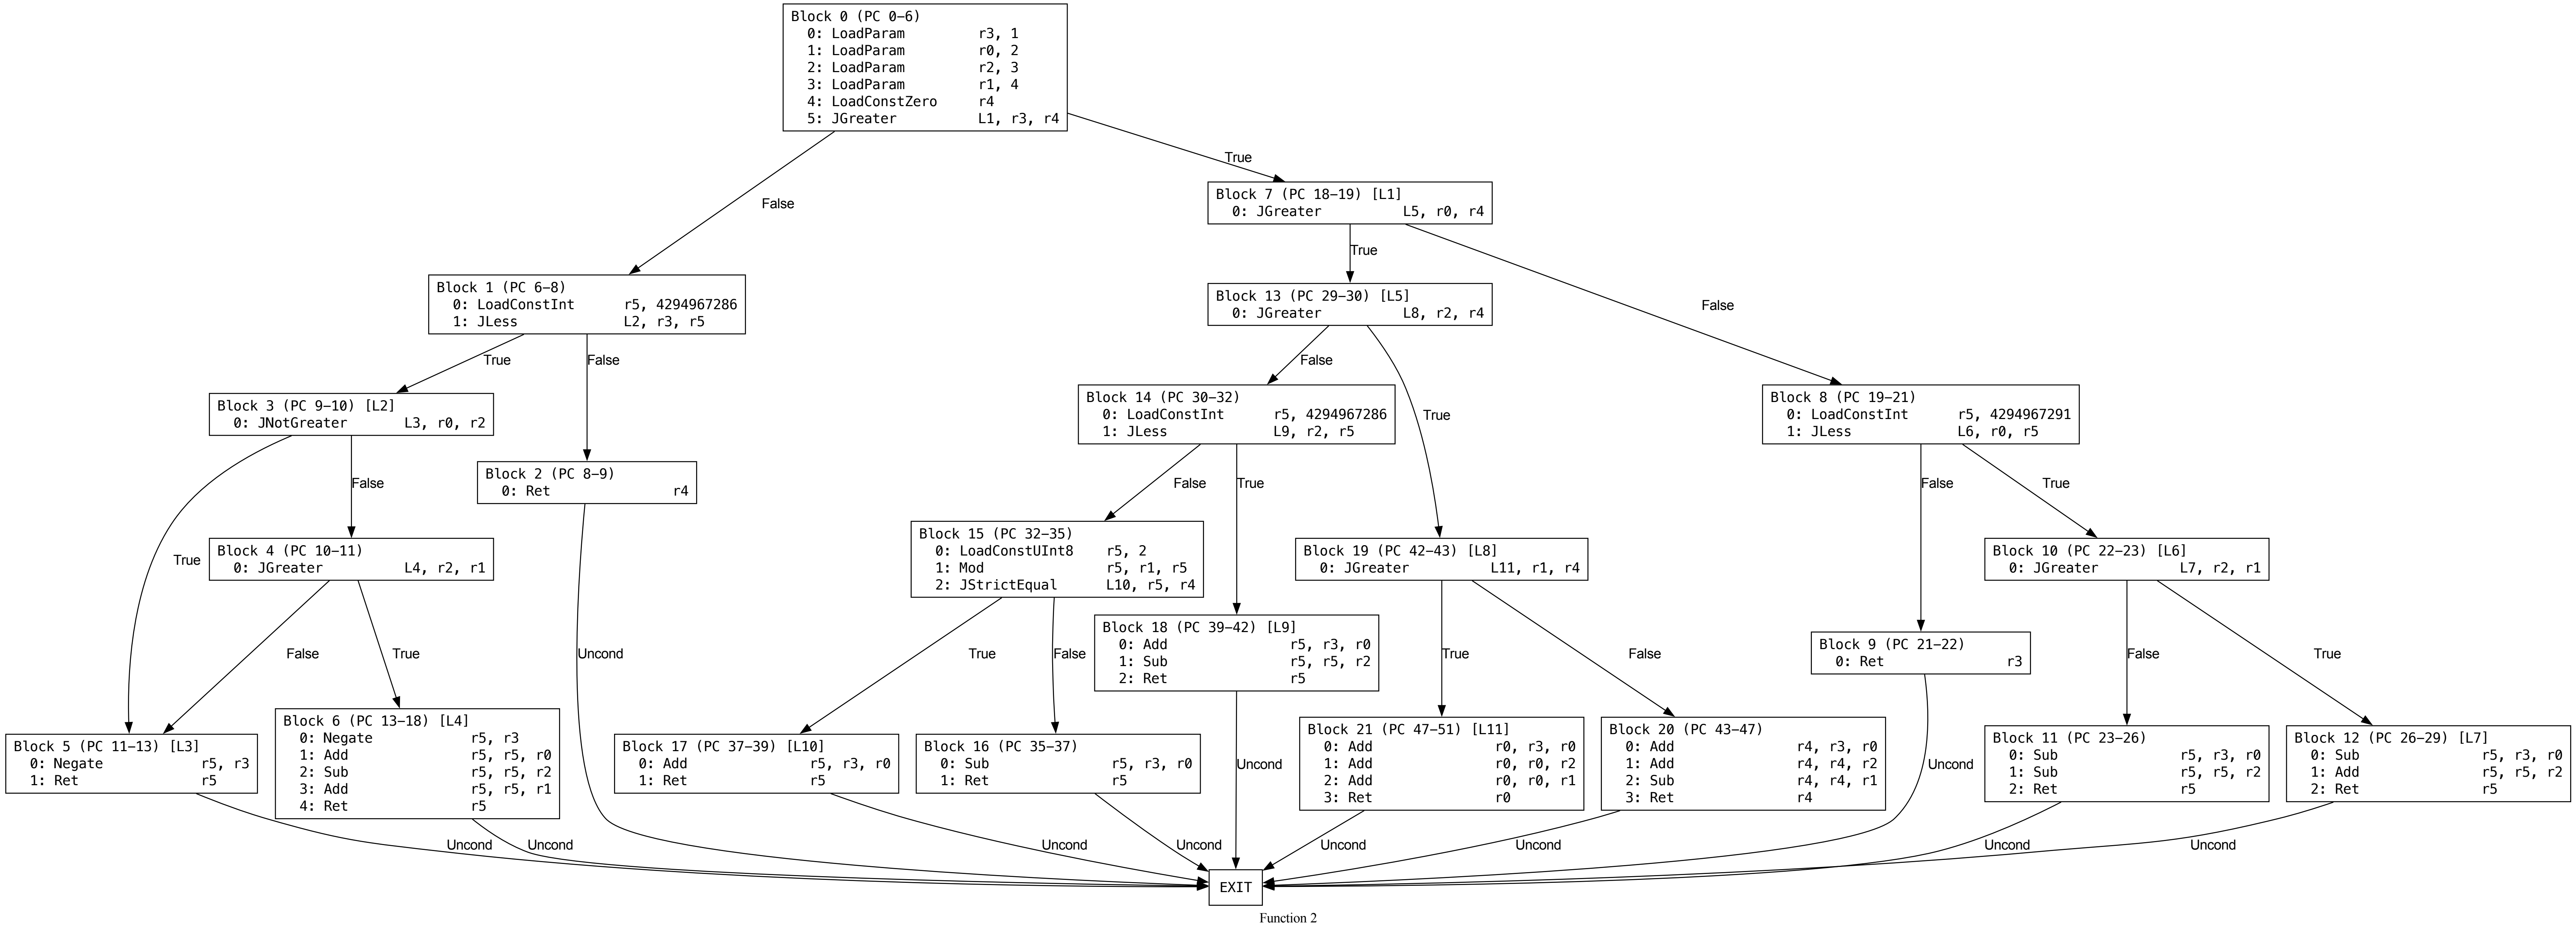 Block 0 (PC 0-6)
0: LoadParam r3, 1
1: LoadParam r0, 2
2: LoadParam r2, 3
3: LoadParam r1, 4
4: LoadConstZero r4
5: JGreater L1, r3, r4
True
False
Block 7 (PC 18-19) [L1]
0: JGreater L5, r0, r4
True
False
Block 1 (PC 6-8)
0: LoadConstInt r5, 4294967286
1: JLess L2, r3, r5
True
False
Block 13 (PC 29-30) [L5]
0: JGreater L8, r2, r4
False
True
Block 3 (PC 9-10) [L2]
0: JNotGreater L3, r0, r2
True
False
Block 14 (PC 30-32)
0: LoadConstInt r5, 4294967286
1: JLess L9, r2, r5
False
True
Block 8 (PC 19-21)
0: LoadConstInt r5, 4294967291
1: JLess L6, r0, r5
False
True
Block 2 (PC 8-9)
0: Ret r4
Uncond
Block 4 (PC 10-11)
0: JGreater L4, r2, r1
False
True
Block 15 (PC 32-35)
0: LoadConstUInt8 r5, 2
1: Mod r5, r1, r5
2: JStrictEqual L10, r5, r4
True
False
Block 19 (PC 42-43) [L8]
0: JGreater L11, r1, r4
True
False
Block 10 (PC 22-23) [L6]
0: JGreater L7, r2, r1
False
True
Block 18 (PC 39-42) [L9]
0: Add r5, r3, r0
1: Sub r5, r5, r2
2: Ret r5
Uncond
Block 9 (PC 21-22)
0: Ret r3
Uncond
Block 5 (PC 11-13) [L3]
0: Negate r5, r3
1: Ret r5
Uncond
Block 6 (PC 13-18) [L4]
0: Negate r5, r3
1: Add r5, r5, r0
2: Sub r5, r5, r2
3: Add r5, r5, r1
4: Ret r5
Uncond
Block 17 (PC 37-39) [L10]
0: Add r5, r3, r0
1: Ret r5
Uncond
Block 16 (PC 35-37)
0: Sub r5, r3, r0
1: Ret r5
Uncond
Block 21 (PC 47-51) [L11]
0: Add r0, r3, r0
1: Add r0, r0, r2
2: Add r0, r0, r1
3: Ret r0
Uncond
Block 20 (PC 43-47)
0: Add r4, r3, r0
1: Add r4, r4, r2
2: Sub r4, r4, r1
3: Ret r4
Uncond
Block 11 (PC 23-26)
0: Sub r5, r3, r0
1: Sub r5, r5, r2
2: Ret r5
Uncond
Block 12 (PC 26-29) [L7]
0: Sub r5, r3, r0
1: Add r5, r5, r2
2: Ret r5
Uncond
EXIT
Function 2